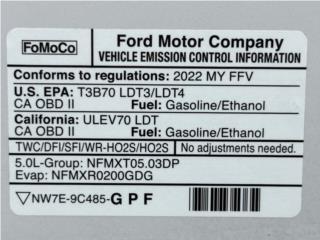 FoMoCo
Ford Motor Company
VEHICLE EMISSION CONTROL INFORMATION
Conforms to regulations: 2022 MY FFV
U.S. EPA: T3B70 LDT3/LDT4
CA OBD II Fuel: Gasoline/Ethanol
California: ULEV70 LDT
CA OBD II Fuel: Gasoline/Ethanol
TWC/DFI/SFI/WR-HO2S/HO2S No adjustments needed.
5.0L-Group: NFMXT05.03DP
Evap: NFMXR0200GDG
NW7E-9C485-GPF